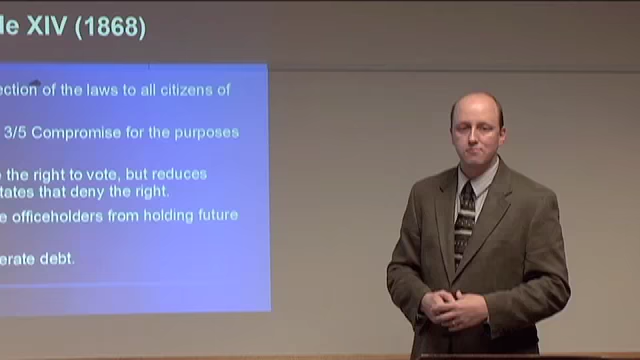 le XIV (1868)
ection of the laws to all citizens of
3/5 Compromise for the purposes
e the right to vote, but reduces
tates that deny the right.
e officeholders from holding future
erate debt.